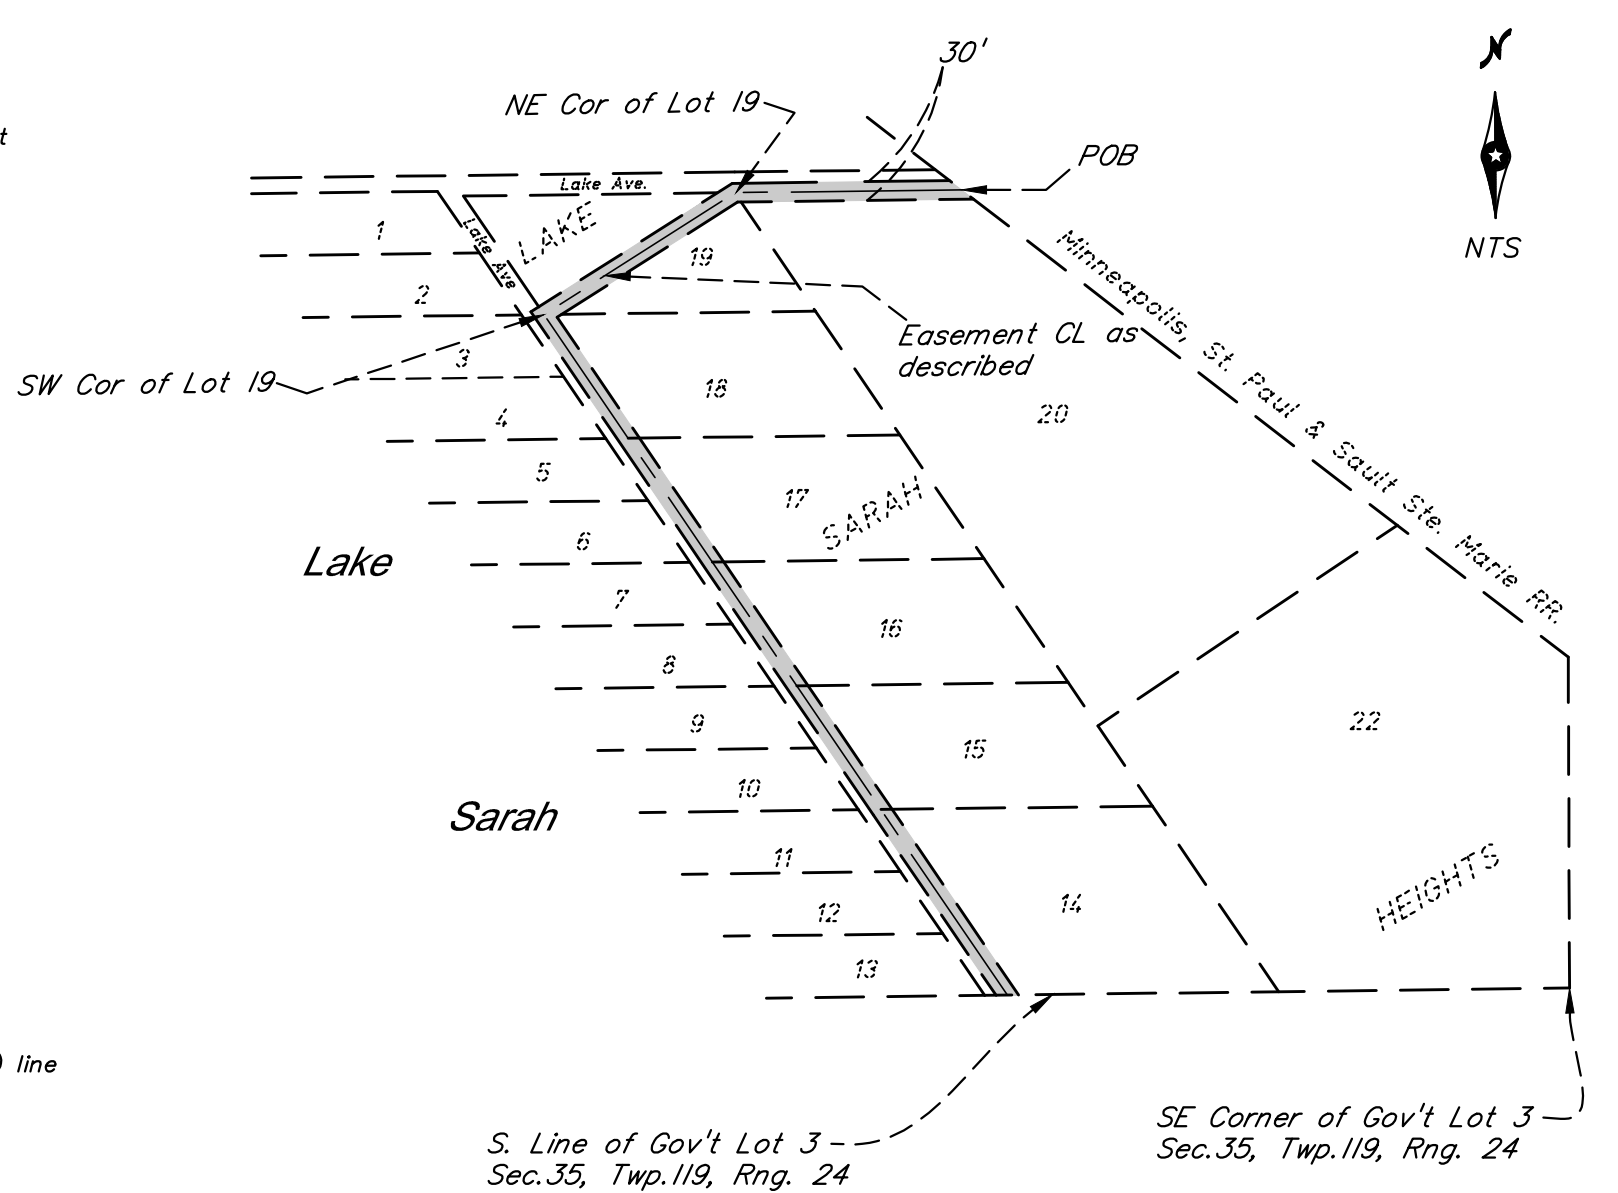 30'
N
NE Cor of Lot 19
t
POB
Lake Ave.
LAKE
1
Lake Ave
19
Minneapolis, St. Paul & Sault Ste. Marie RR.
NTS
2
Easement CL as
described
3
SW Cor of Lot 19
18
20
4
5
17
SARAH
6
Lake
7
16
8
9
22
15
10
Sarah
11
HEIGHTS
14
12
13
) line
S. Line of Gov't Lot 3
Sec.35, Twp.119, Rng. 24
SE Corner of Gov't Lot 3
Sec.35, Twp.119, Rng. 24